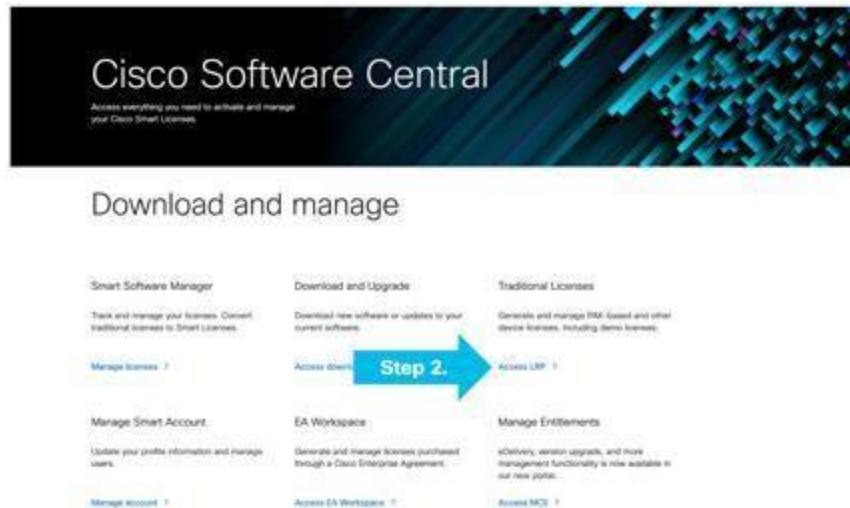 Cisco Software Central
Access everything you need to activate and manage
your Cisco Smart Licenses.
Download and manage
Smart Software Manager
Track and manage your licenses. Convert
traditional licenses to Smart Licenses.
Manage licenses >
Download and Upgrade
Download new software or updates to your
current software.
Access down
Step 2.
Traditional Licenses
Generate and manage PAK-based and other
device licenses, including demo licenses.
Access LRP >
Manage Smart Account
Update your profile information and manage
users.
Manage account >
EA Workspace
Generate and manage licenses purchased
through a Cisco Enterprise Agreement.
Access EA Workspace >
Manage Entitlements
eDelivery, version upgrade, and more
management functionality is now available in
our new portal.
Access MCE >